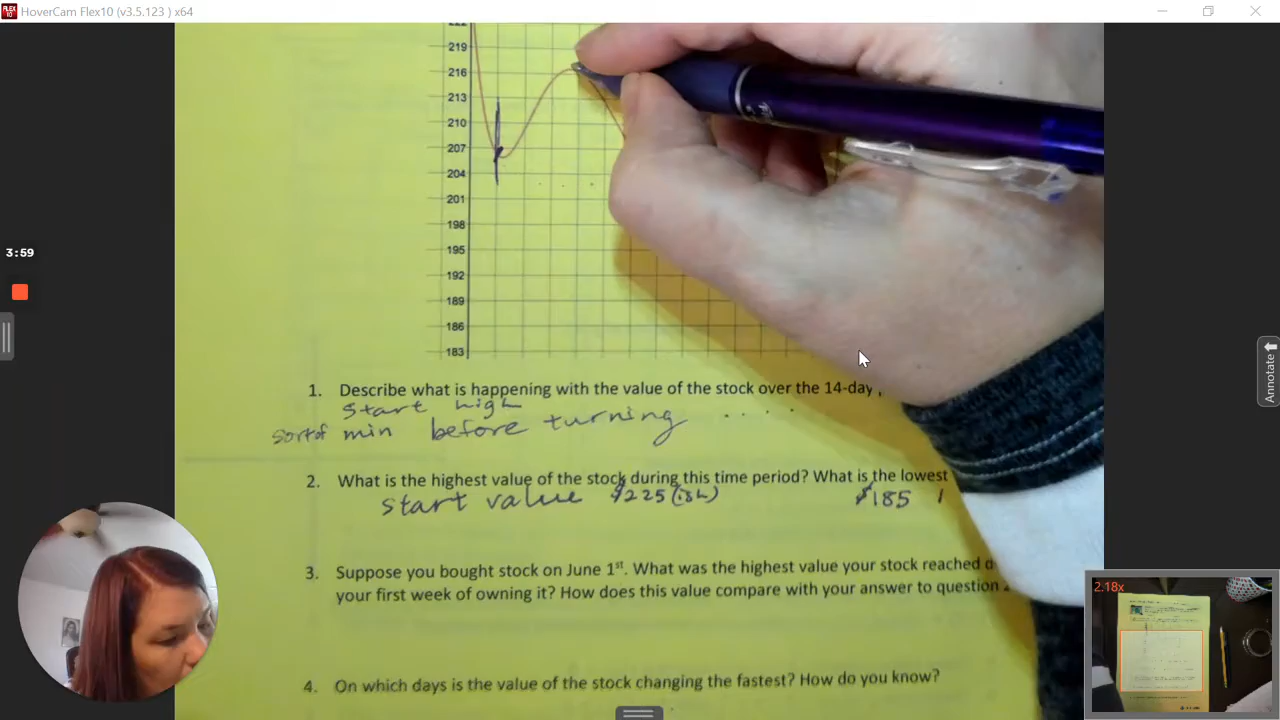 FLEX 10 HoverCam Flex10 (v3.5.123 ) x64
222
219
216
213
210
207
204
201
198
195
192
189
186
183
3:59
Annotate
1. Describe what is happening with the value of the stock over the 14-day
start high
sort of min before turning .....
2. What is the highest value of the stock during this time period? What is the lowest
start value $225 (ish) $185
3. Suppose you bought stock on June 1st. What was the highest value your stock reached
your first week of owning it? How does this value compare with your answer to question
4. On which days is the value of the stock changing the fastest? How do you know?
2.18x